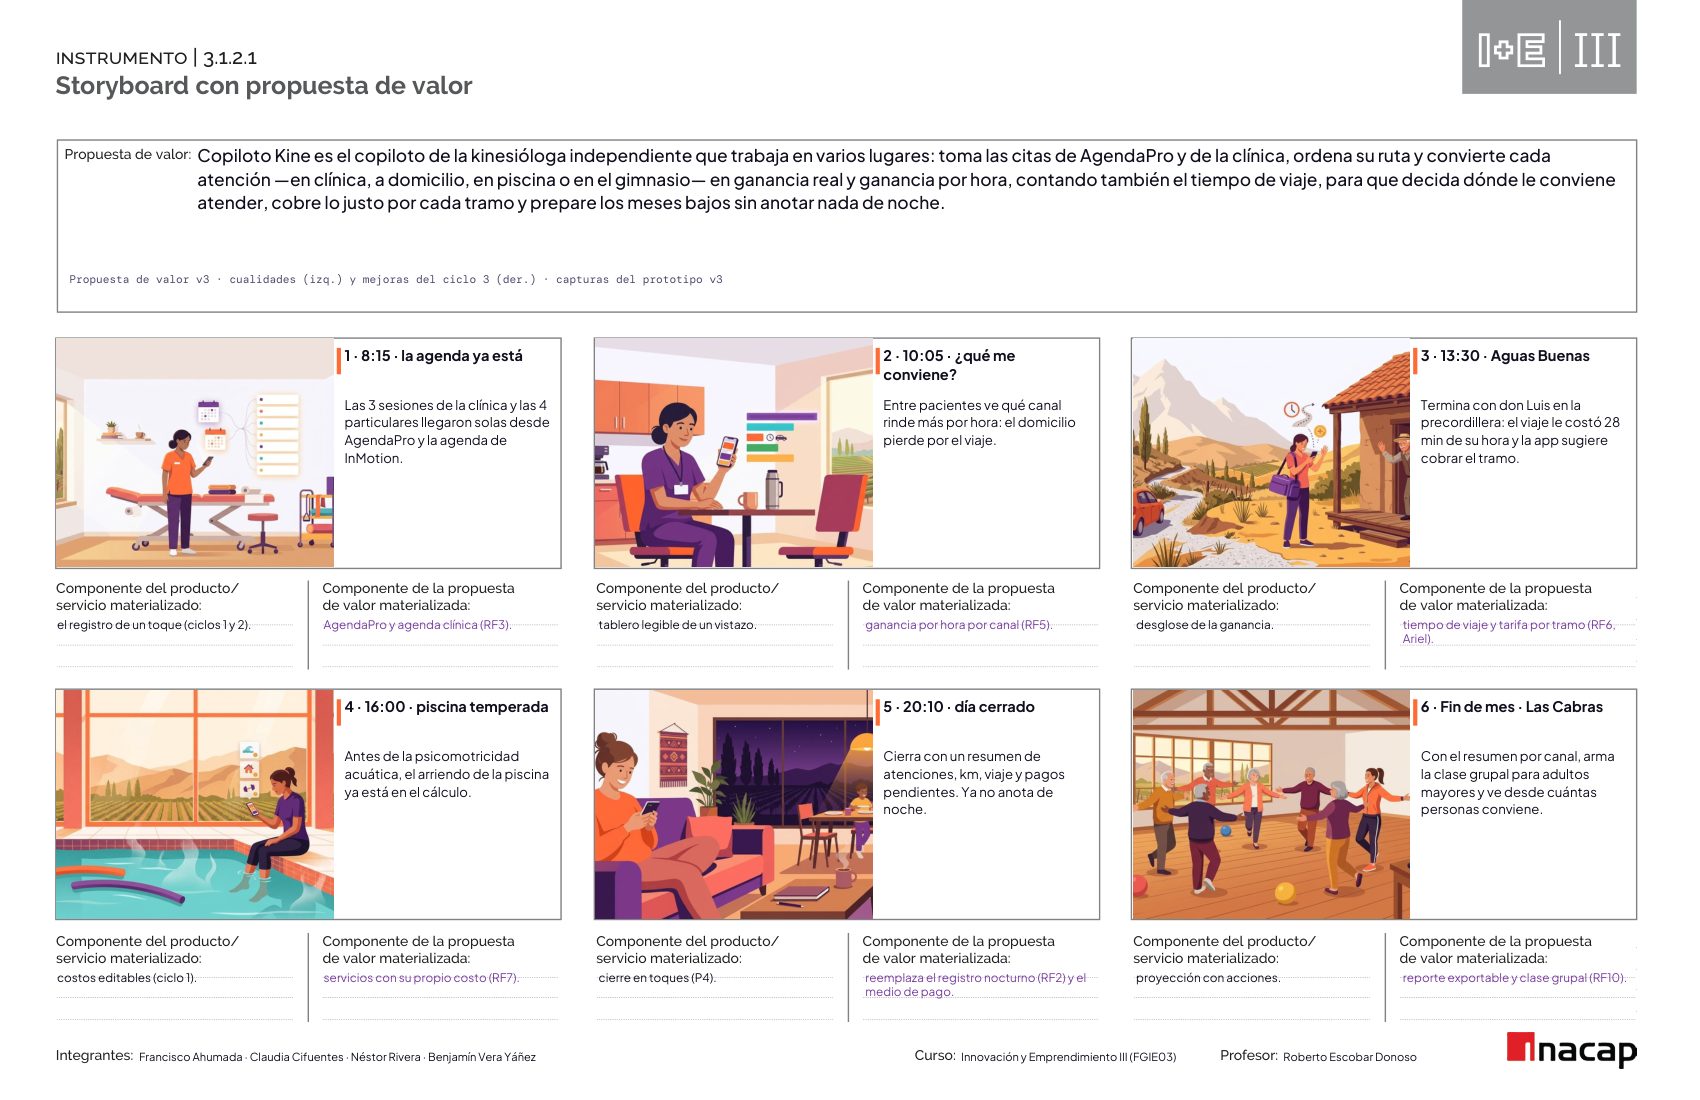 INSTRUMENTO | 3.1.2.1
Storyboard con propuesta de valor
I+E | III
Propuesta de valor: Copiloto Kine es el copiloto de la kinesióloga independiente que trabaja en varios lugares: toma las citas de AgendaPro y de la clínica, ordena su ruta y convierte cada
atención —en clínica, a domicilio, en piscina o en el gimnasio— en ganancia real y ganancia por hora, contando también el tiempo de viaje, para que decida dónde le conviene
atender, cobre lo justo por cada tramo y prepare los meses bajos sin anotar nada de noche.
Propuesta de valor v3 · cualidades (izq.) y mejoras del ciclo 3 (der.) · capturas del prototipo v3
1 · 8:15 · la agenda ya está
Las 3 sesiones de la clínica y las 4
particulares llegaron solas desde
AgendaPro y la agenda de
InMotion.
Componente del producto/
servicio materializado:
el registro de un toque (ciclos 1 y 2).
Componente de la propuesta
de valor materializada:
AgendaPro y agenda clínica (RF3).
2 · 10:05 · ¿qué me
conviene?
Entre pacientes ve qué canal
rinde más por hora: el domicilio
pierde por el viaje.
Componente del producto/
servicio materializado:
tablero legible de un vistazo.
Componente de la propuesta
de valor materializada:
ganancia por hora por canal (RF5).
3 · 13:30 · Aguas Buenas
Termina con don Luis en la
precordillera: el viaje le costó 28
min de su hora y la app sugiere
cobrar el tramo.
Componente del producto/
servicio materializado:
desglose de la ganancia.
Componente de la propuesta
de valor materializada:
tiempo de viaje y tarifa por tramo (RF6,
Ariel).
4 · 16:00 · piscina temperada
Antes de la psicomotricidad
acuática, el arriendo de la piscina
ya está en el cálculo.
Componente del producto/
servicio materializado:
costos editables (ciclo 1).
Componente de la propuesta
de valor materializada:
servicios con su propio costo (RF7).
5 · 20:10 · día cerrado
Cierra con un resumen de
atenciones, km, viaje y pagos
pendientes. Ya no anota de
noche.
Componente del producto/
servicio materializado:
cierre en toques (P4).
Componente de la propuesta
de valor materializada:
reemplaza el registro nocturno (RF2) y el
medio de pago.
6 · Fin de mes · Las Cabras
Con el resumen por canal, arma
la clase grupal para adultos
mayores y ve desde cuántas
personas conviene.
Componente del producto/
servicio materializado:
proyección con acciones.
Componente de la propuesta
de valor materializada:
reporte exportable y clase grupal (RF10).
Integrantes: Francisco Ahumada · Claudia Cifuentes · Néstor Rivera · Benjamín Vera Yáñez
Curso: Innovación y Emprendimiento III (FGIE03)
Profesor: Roberto Escobar Donoso
inacap